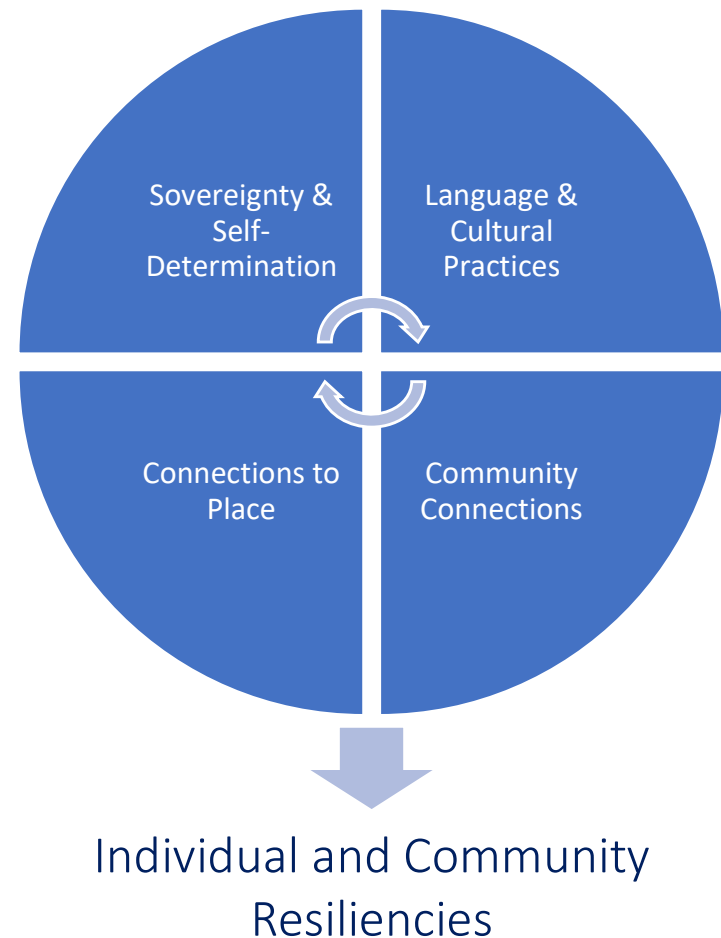 Sovereignty &
Self-
Determination
Language &
Cultural
Practices
Connections to
Place
Community
Connections
Individual and Community
Resiliencies